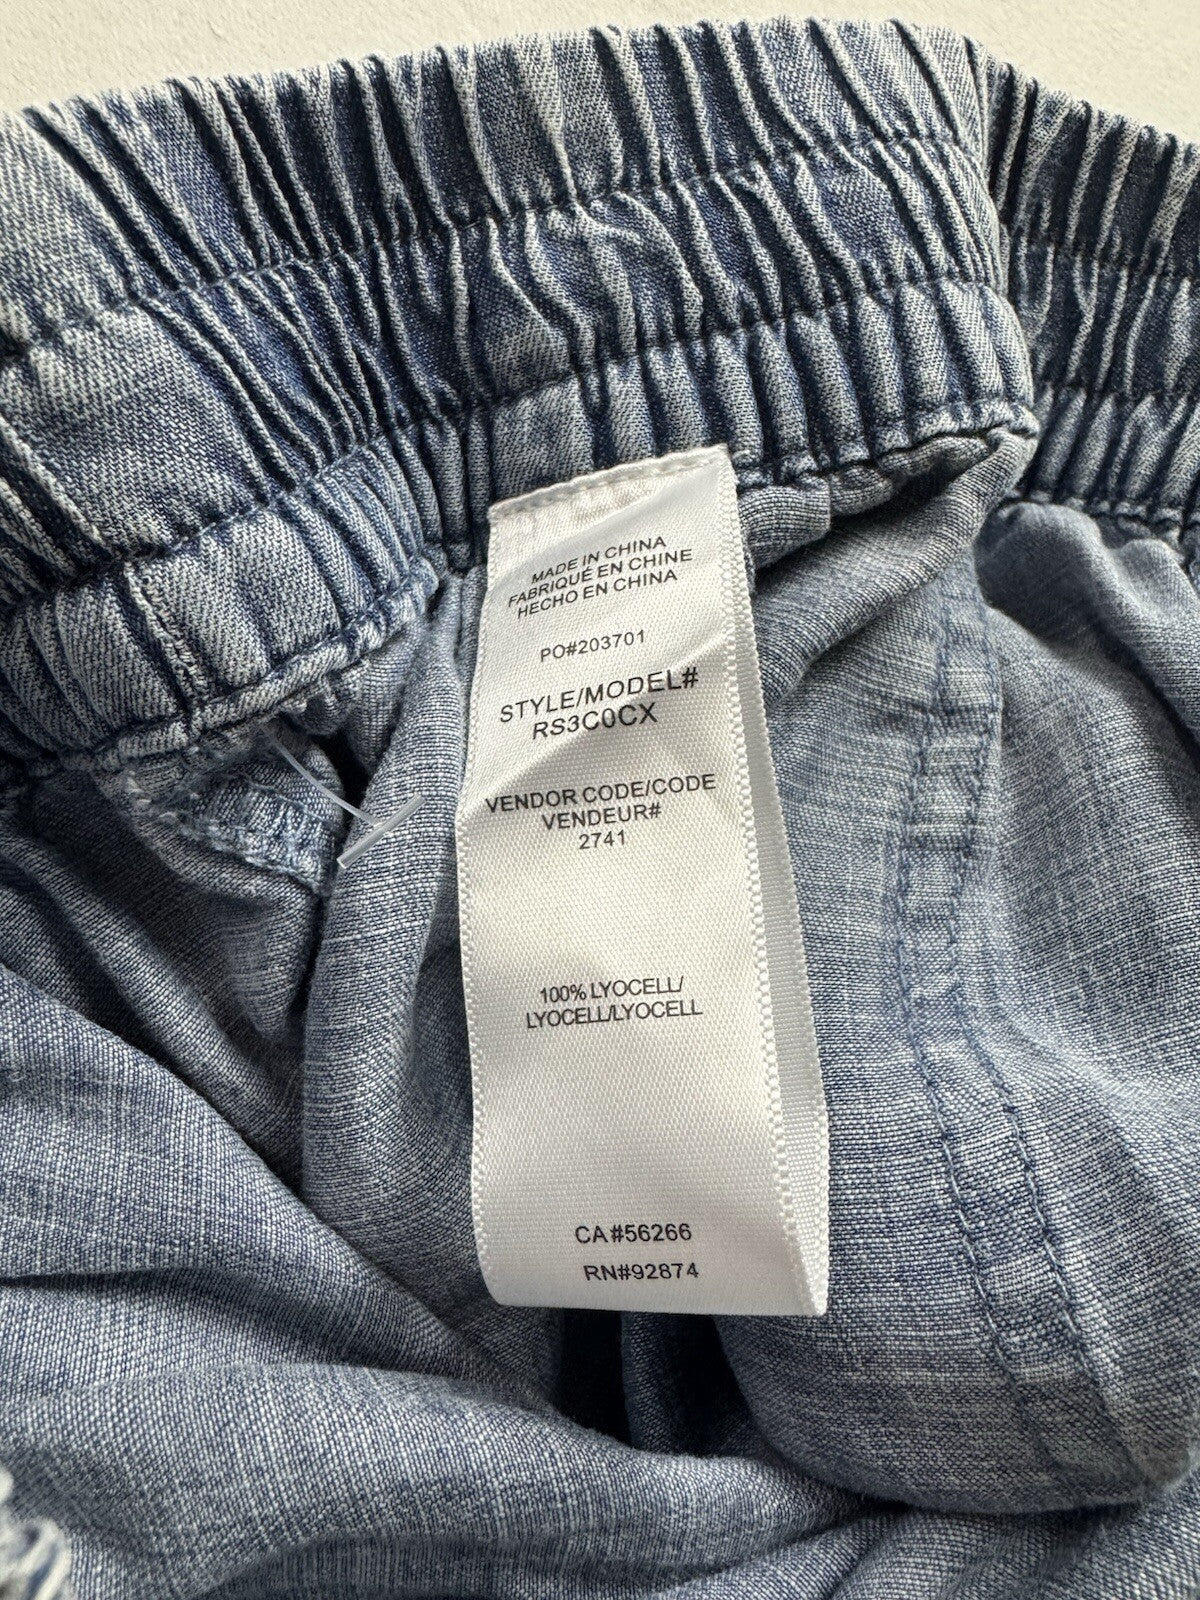 MADE IN CHINA
FABRIQUÉ EN CHINE
HECHO EN CHINA
PO#203701
STYLE/MODEL#
RS3C0CX
VENDOR CODE/CODE
VENDEUR#
2741
100% LYOCELL/
LYOCELL/LYOCELL
CA#56266
RN#92874